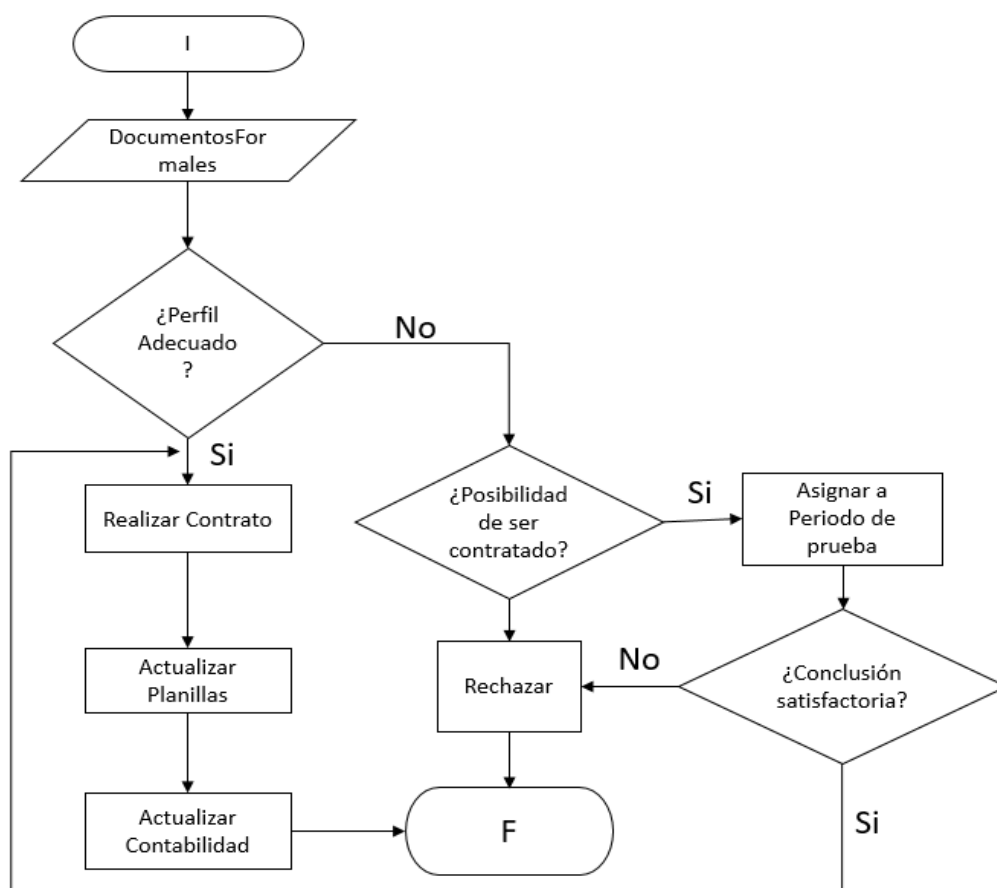 I
DocumentosFor
males
¿Perfil
Adecuado
?
No
Si
Realizar Contrato
¿Posibilidad
de ser
contratado?
Si
Asignar a
Periodo de
prueba
Actualizar
Planillas
Rechazar
No
¿Conclusión
satisfactoria?
Actualizar
Contabilidad
F
Si